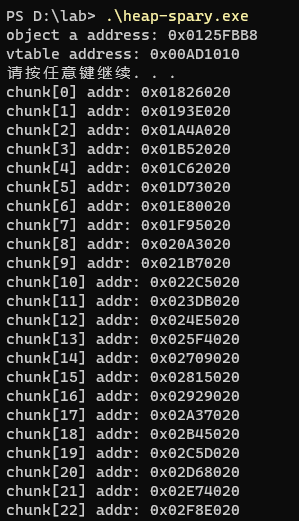 PS D:\lab> .\heap-spary.exe
object a address: 0x0125FBB8
vtable address: 0x00AD1010
请按任意键继续. . .
chunk[0] addr: 0x01826020
chunk[1] addr: 0x0193E020
chunk[2] addr: 0x01A4A020
chunk[3] addr: 0x01B52020
chunk[4] addr: 0x01C62020
chunk[5] addr: 0x01D73020
chunk[6] addr: 0x01E80020
chunk[7] addr: 0x01F95020
chunk[8] addr: 0x020A3020
chunk[9] addr: 0x021B7020
chunk[10] addr: 0x022C5020
chunk[11] addr: 0x023DB020
chunk[12] addr: 0x024E5020
chunk[13] addr: 0x025F4020
chunk[14] addr: 0x02709020
chunk[15] addr: 0x02815020
chunk[16] addr: 0x02929020
chunk[17] addr: 0x02A37020
chunk[18] addr: 0x02B45020
chunk[19] addr: 0x02C5D020
chunk[20] addr: 0x02D68020
chunk[21] addr: 0x02E74020
chunk[22] addr: 0x02F8E020